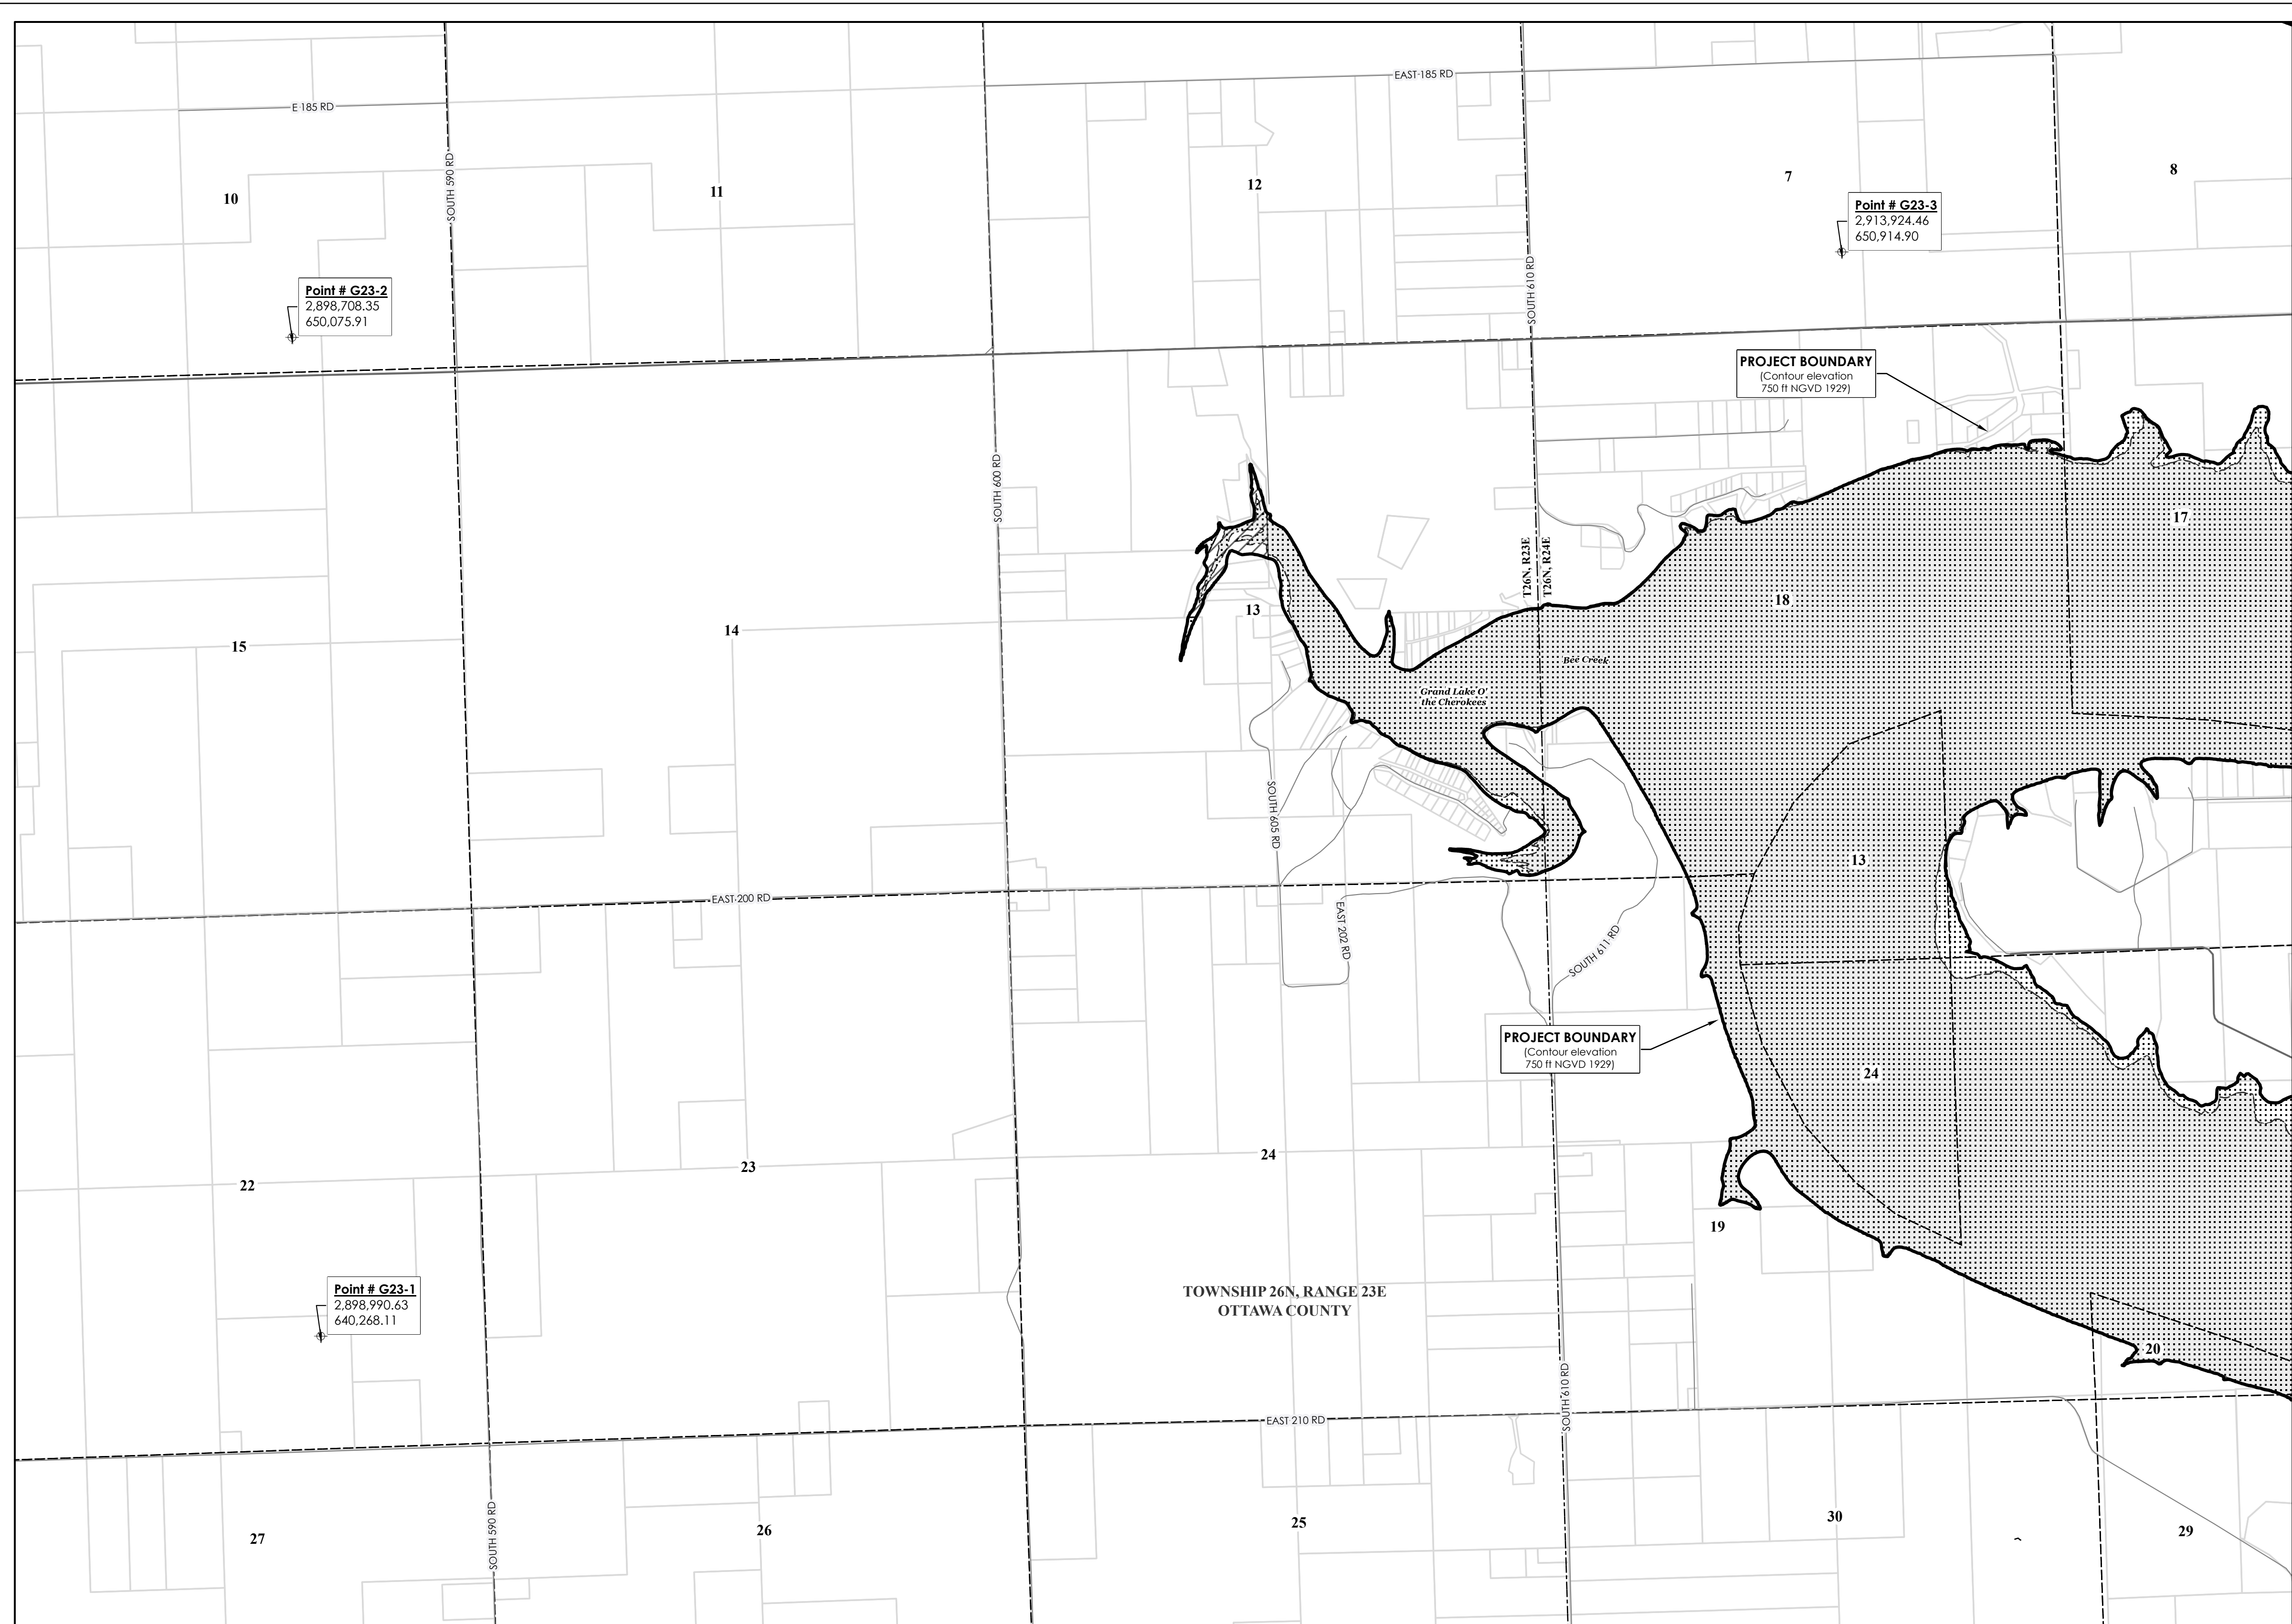 EAST 185 RD
E 185 RD
SOUTH 590 RD
10
11
12
7
8
Point # G23-3
2,913,924.46
650,914.90
Point # G23-2
2,898,708.35
650,075.91
SOUTH 610 RD
PROJECT BOUNDARY
(Contour elevation
750 ft NGVD 1929)
SOUTH 600 RD
17
T26N, R23E
T26N, R24E
13
18
14
15
Bee Creek
Grand Lake O'
the Cherokees
SOUTH 605 RD
13
EAST 200 RD
EAST 202 RD
SOUTH 611 RD
PROJECT BOUNDARY
(Contour elevation
750 ft NGVD 1929)
24
24
23
22
19
Point # G23-1
2,898,990.63
640,268.11
TOWNSHIP 26N, RANGE 23E
OTTAWA COUNTY
20
SOUTH 610 RD
EAST 210 RD
SOUTH 590 RD
27
26
25
30
29